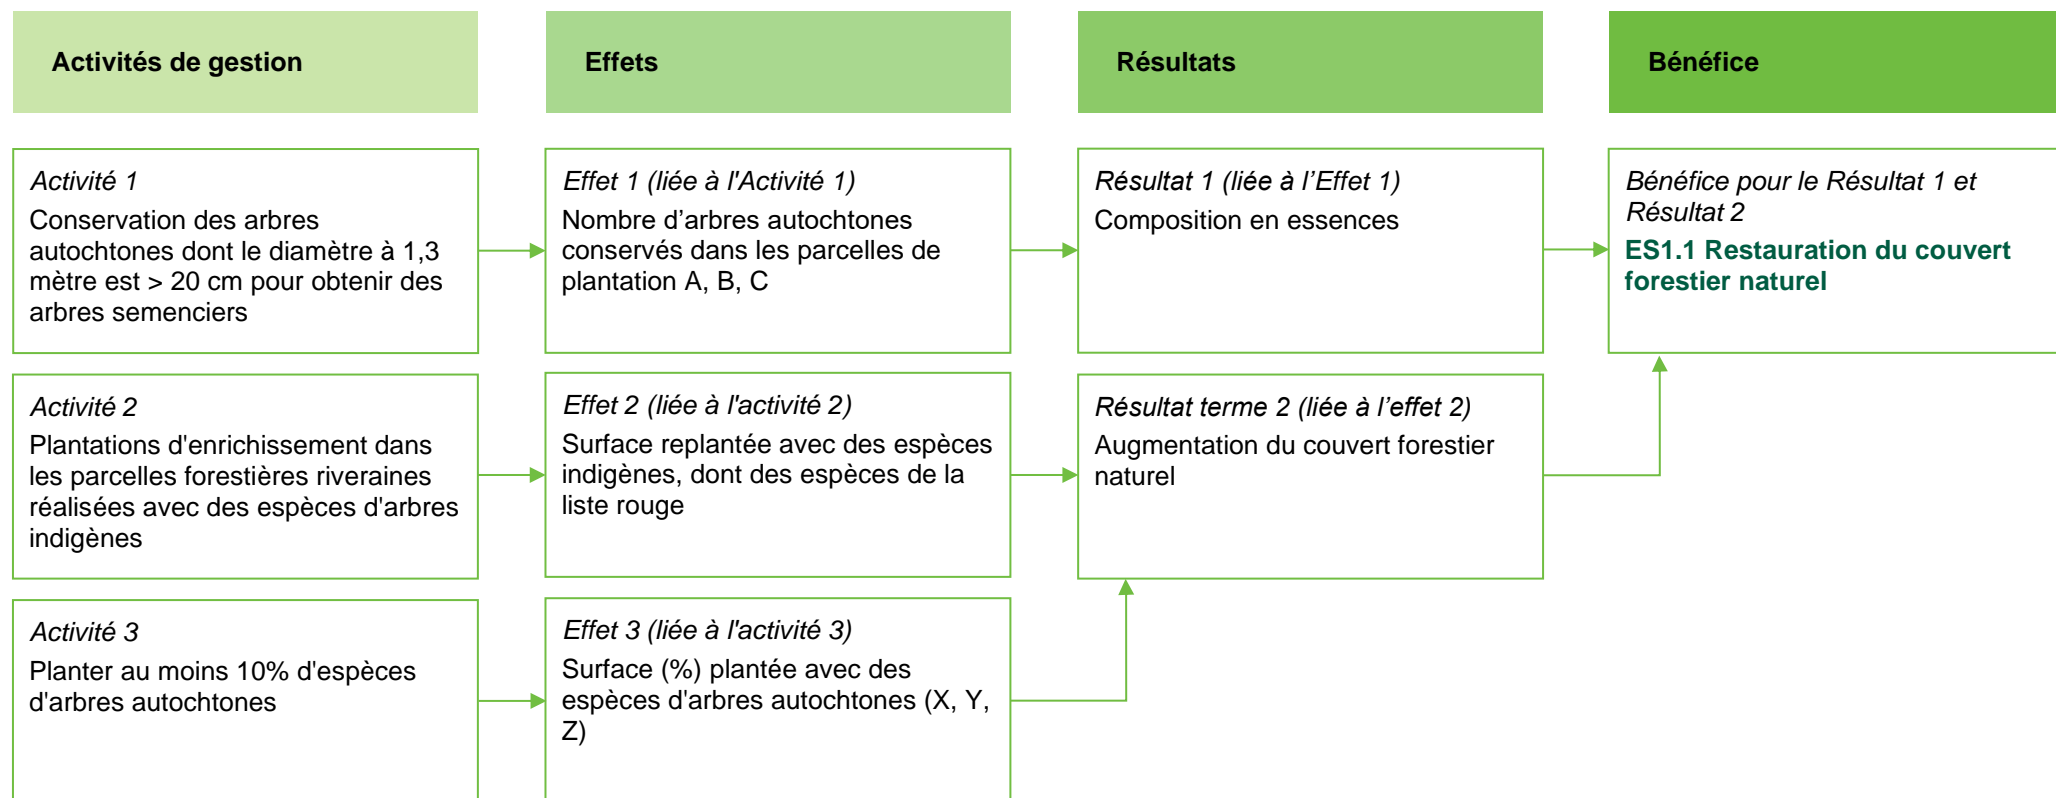 Activités de gestion
Effets
Résultats
Bénéfice
Activité 1
Conservation des arbres
autochtones dont le diamètre à 1,3
mètre est > 20 cm pour obtenir des
arbres semenciers
Effet 1 (liée à l'Activité 1)
Nombre d’arbres autochtones
conservés dans les parcelles de
plantation A, B, C
Résultat 1 (liée à l’Effet 1)
Composition en essences
Bénéfice pour le Résultat 1 et
Résultat 2
ES1.1 Restauration du couvert
forestier naturel
Activité 2
Plantations d'enrichissement dans
les parcelles forestières riveraines
réalisées avec des espèces d'arbres
indigènes
Effet 2 (liée à l'activité 2)
Surface replantée avec des espèces
indigènes, dont des espèces de la
liste rouge
Résultat terme 2 (liée à l’effet 2)
Augmentation du couvert forestier
naturel
Activité 3
Planter au moins 10% d'espèces
d'arbres autochtones
Effet 3 (liée à l'activité 3)
Surface (%) plantée avec des
espèces d'arbres autochtones (X, Y,
Z)